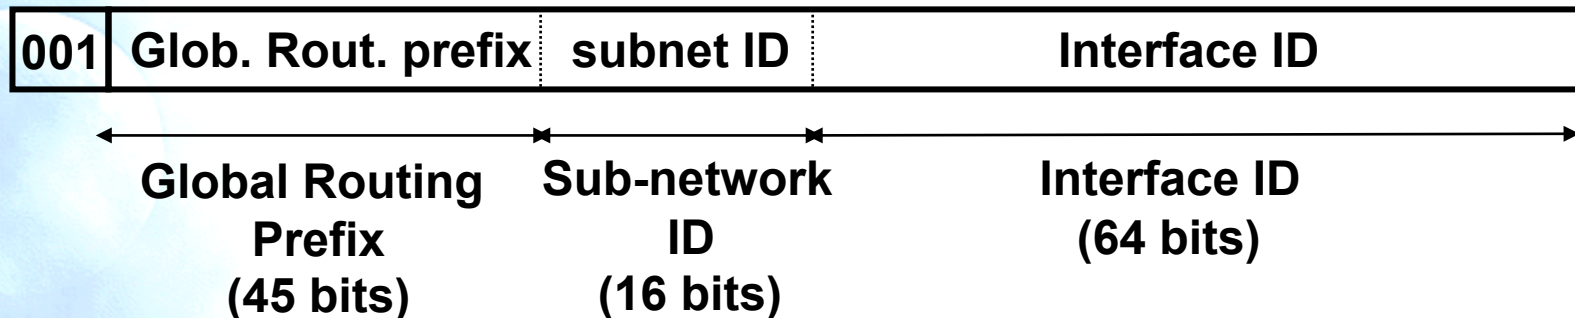 001 Glob. Rout. prefix subnet ID Interface ID
Global Routing Prefix (45 bits)
Sub-network ID (16 bits)
Interface ID (64 bits)